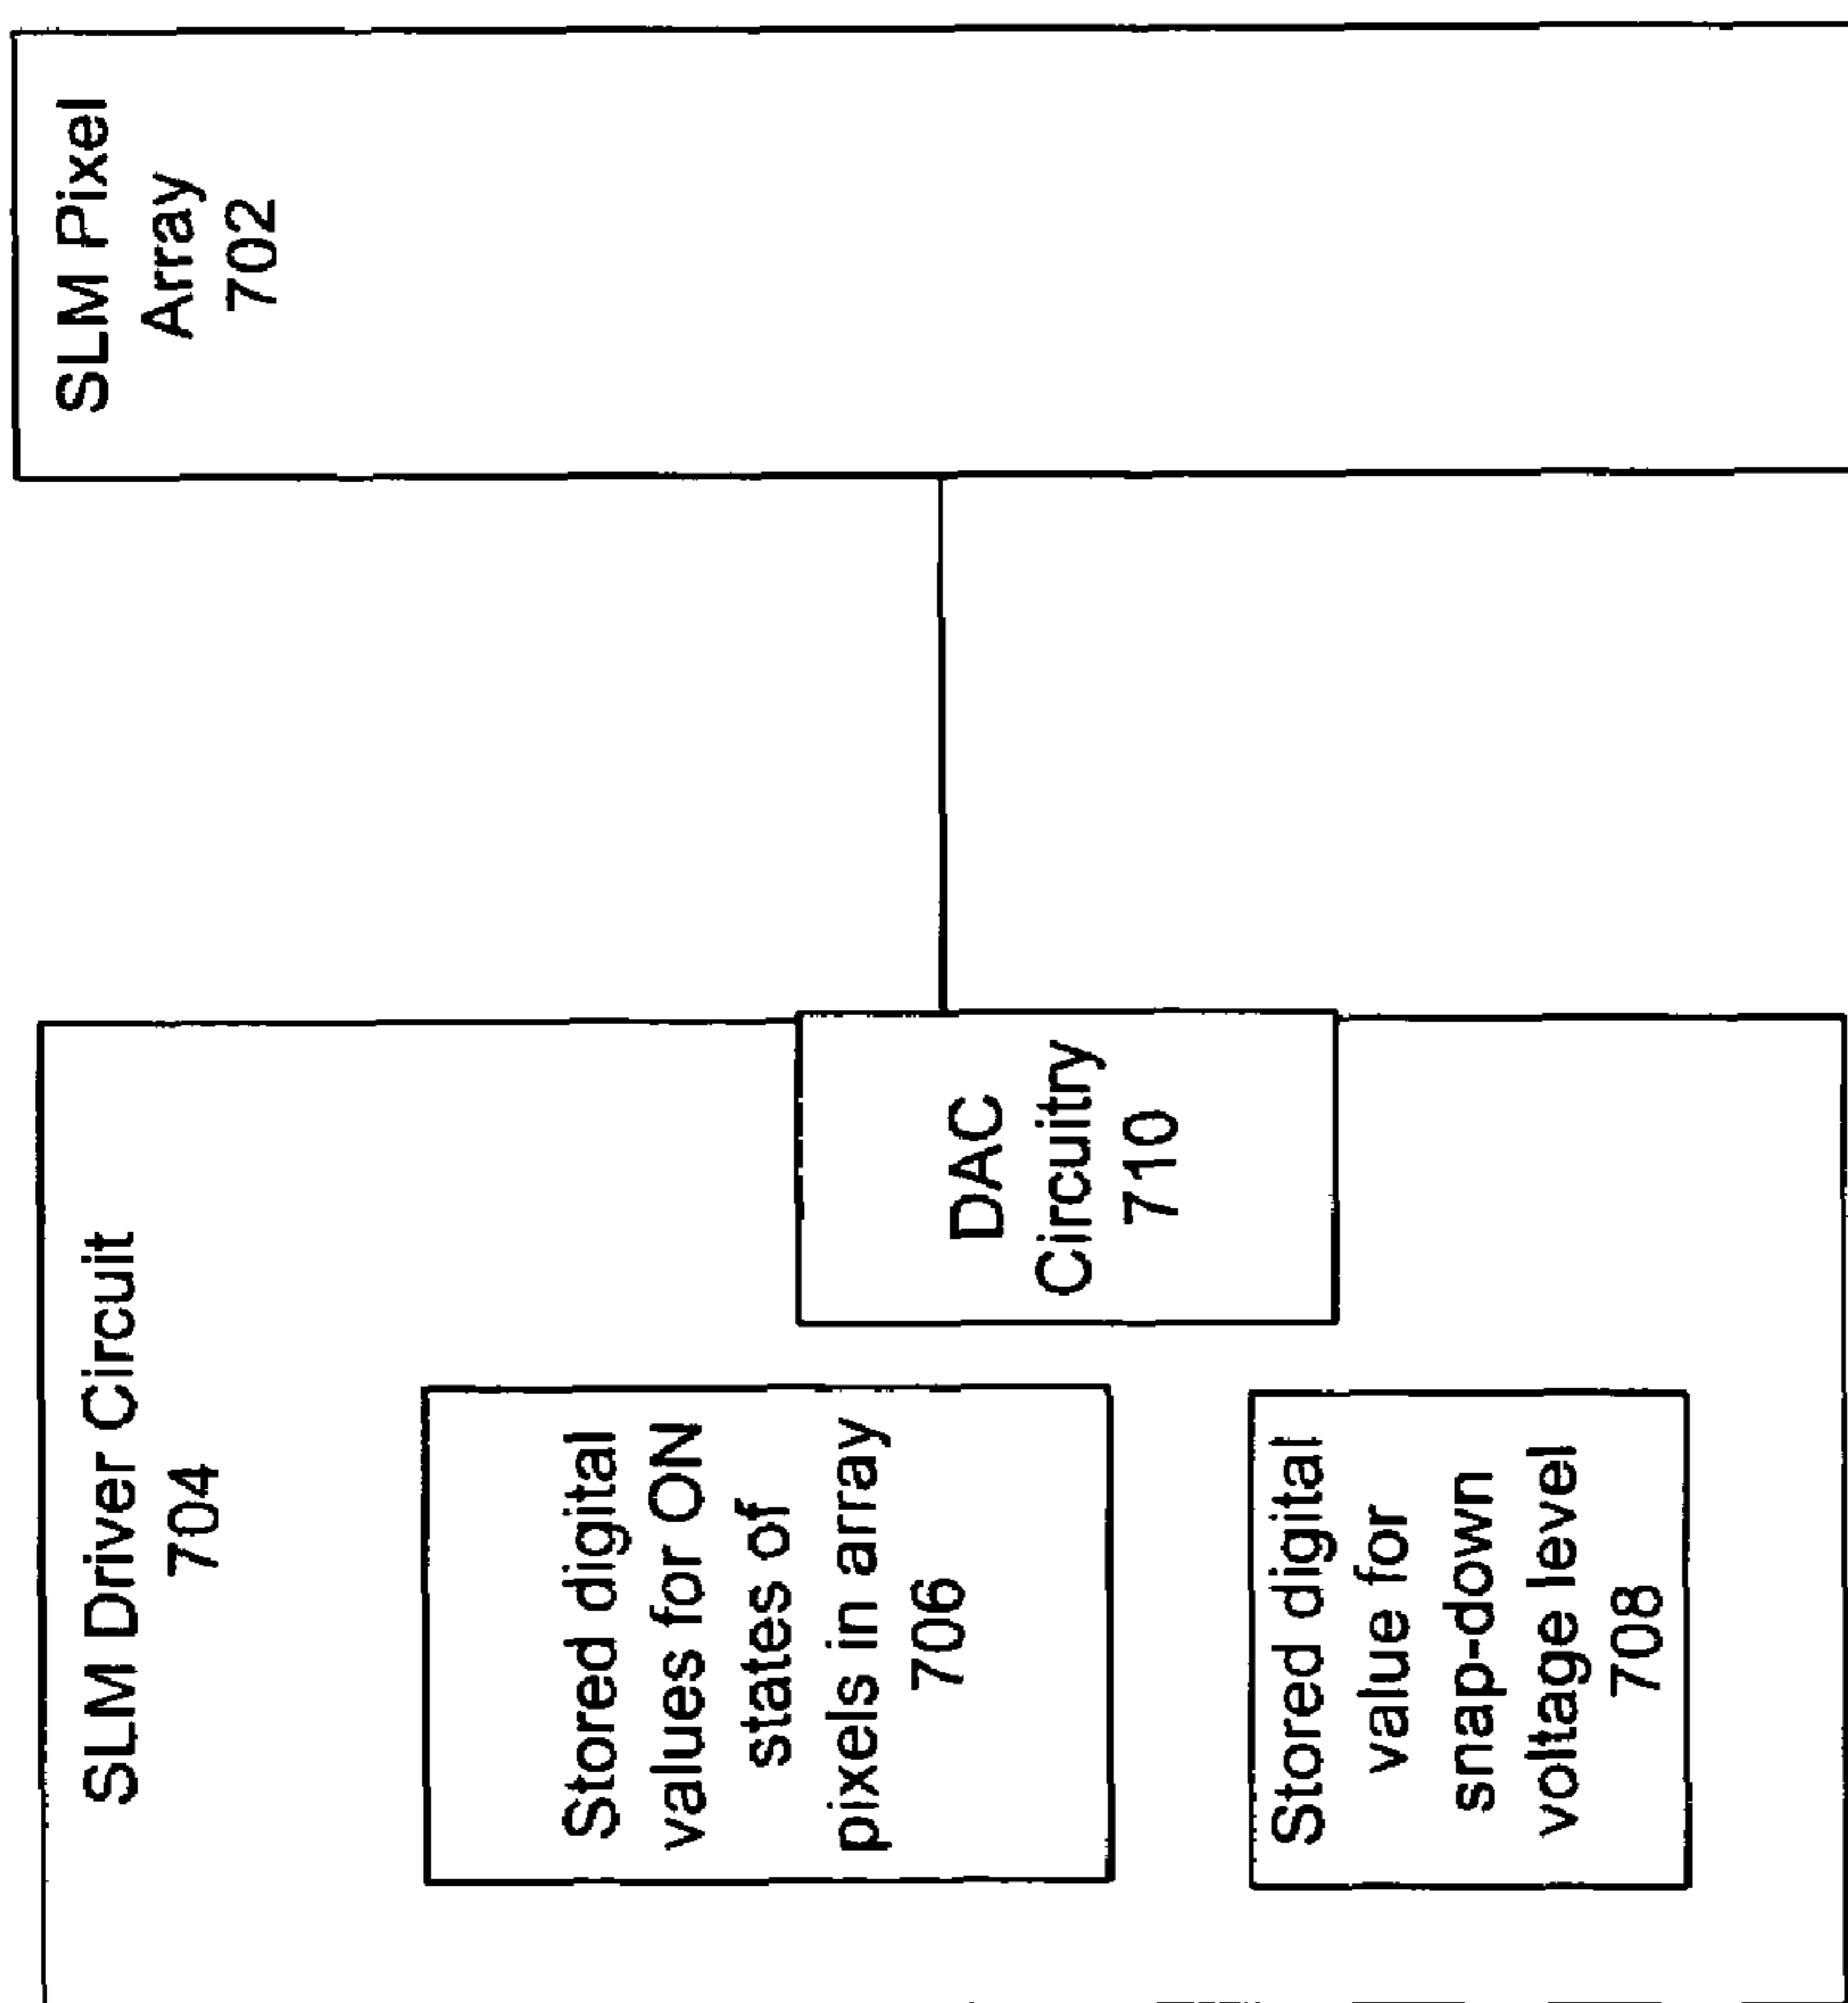 SLM Driver Circuit
704
Stored digital
values for ON
states of
pixels in array
706
Stored digital
value for
snap-down
voltage level
708
DAC
Circuitry
710
SLM Pixel
Array
702